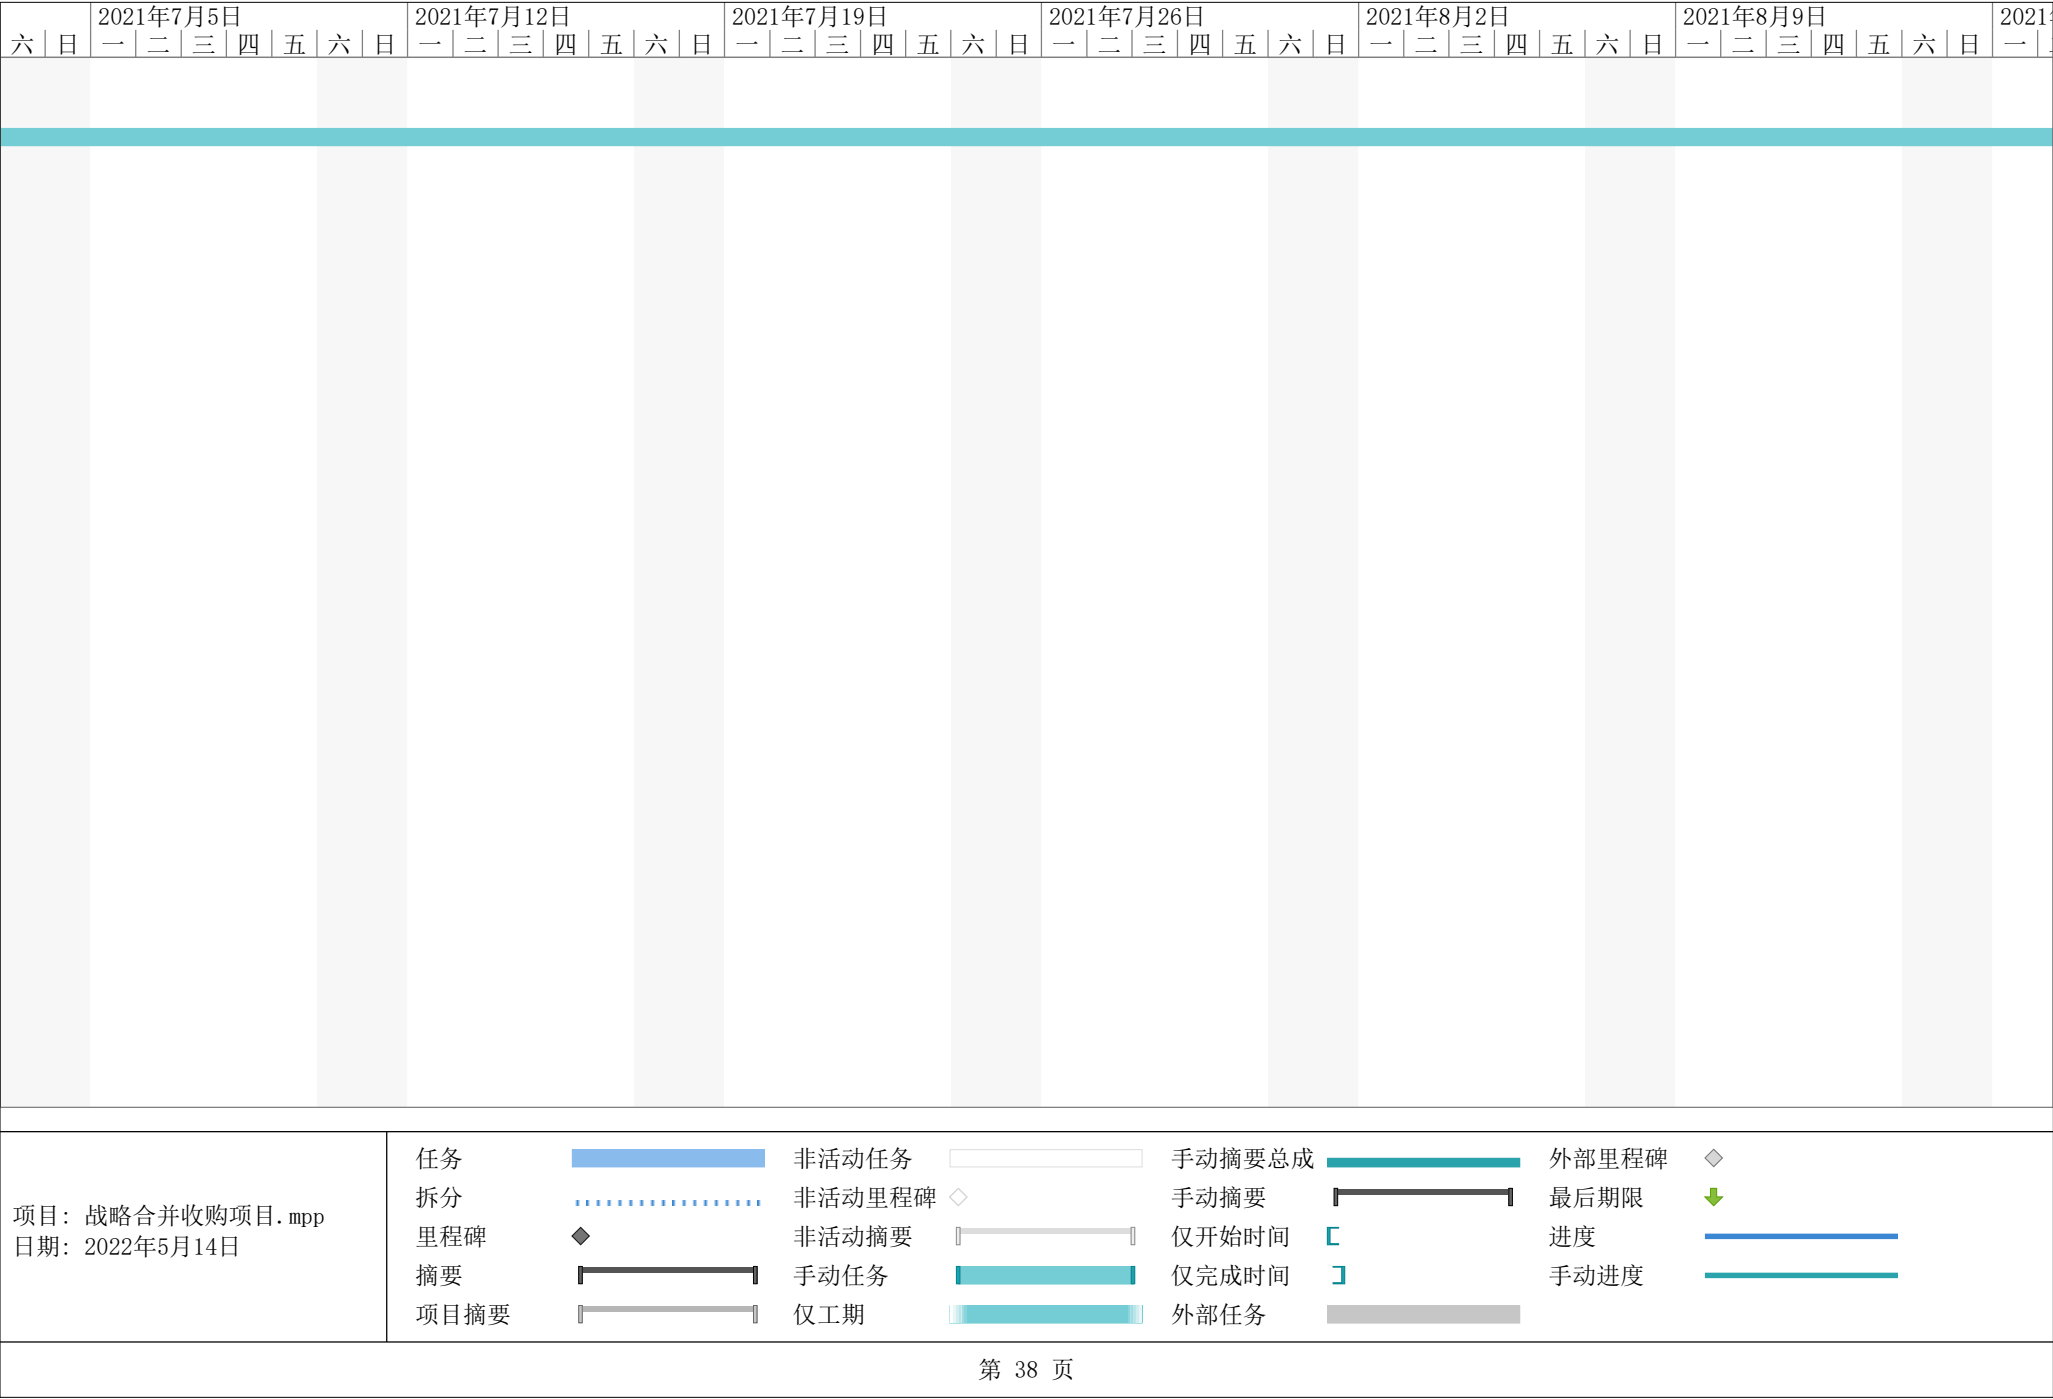 2021年7月5日 2021年7月12日 2021年7月19日 2021年7月26日 2021年8月2日 2021年8月9日 2021
六 日 一 二 三 四 五 六 日 一 二 三 四 五 六 日 一 二 三 四 五 六 日 一 二 三 四 五 六 日 一 二 三 四 五 六 日 一 二 三 四 五 六 日 一
项目: 战略合并收购项目.mpp
日期: 2022年5月14日
任务 非活动任务 手动摘要总成 外部里程碑
拆分 非活动里程碑 手动摘要 最后期限
里程碑 非活动摘要 仅开始时间 进度
摘要 手动任务 仅完成时间 手动进度
项目摘要 仅工期 外部任务
第 38 页